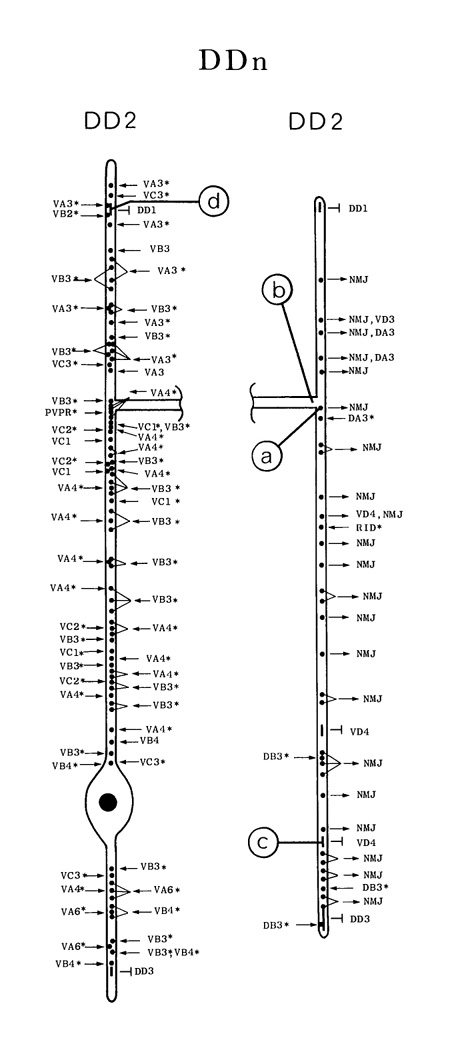 DDn
DD2
DD2
VA3*
VC3*
VA3*
VB2*
DD1
VA3*
d
VB3
VA3*
VB3*
VA3*
VB3*
VA3*
VB3*
VB3*
VA3*
VC3*
VA3
VA4*
VB3*
PVPR*
VC1*,VB3*
VC2*
VA4*
VC1
VA4*
VC2*
VB3*
VC1
VA4*
VA4*
VB3*
VC1*
VA4*
VB3*
VA4*
VB3*
VA4*
VB3*
VC2*
VA4*
VB3*
VC1*
VA4*
VB3*
VA4*
VC2*
VB3*
VA4*
VB3*
VA4*
VB4
VB3*
VB4*
VC3*
VB3*
VC3*
VA4*
VA6*
VA6*
VB4*
VB3*
VA6*
VB3*,VB4*
VB4*
DD3
DD1
NMJ
b
NMJ,VD3
NMJ,DA3
NMJ,DA3
NMJ
NMJ
DA3*
a
NMJ
NMJ
VD4,NMJ
RID*
NMJ
NMJ
NMJ
NMJ
NMJ
NMJ
VD4
DB3*
NMJ
NMJ
NMJ
c
VD4
NMJ
NMJ
DB3*
NMJ
DD3
DB3*